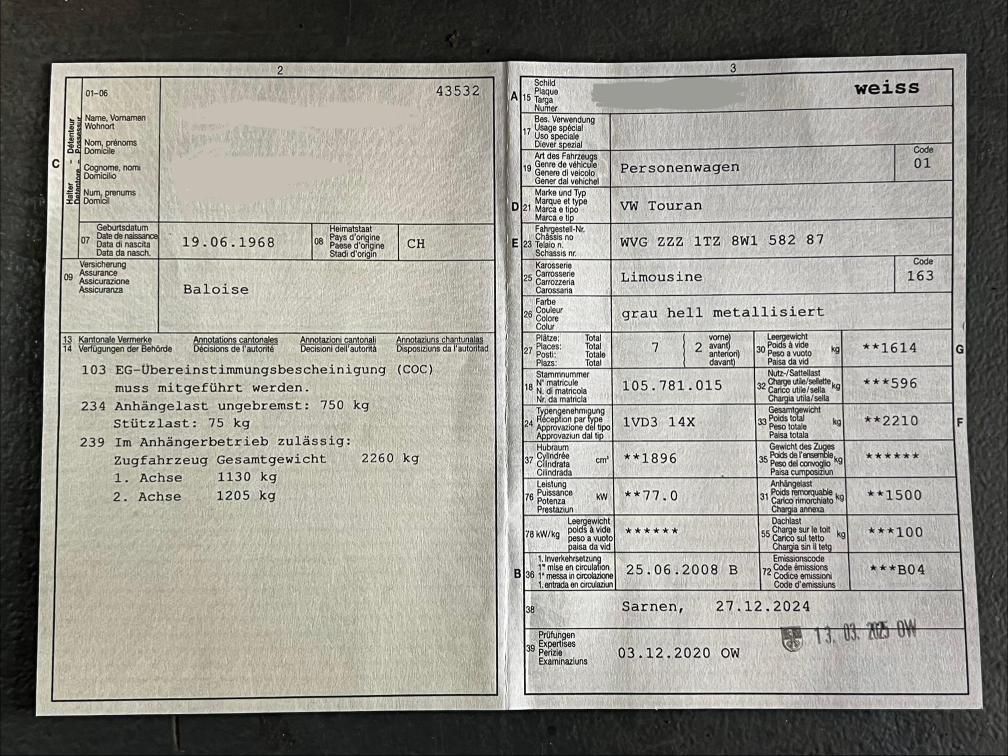 2
01-06
43532
C
Halter - Détenteur
Detentore - Possessur
Name, Vornamen
Wohnort
Nom, prénoms
Domicile
Cognome, nomi
Domicilio
Num, prenums
Domicil
07
Geburtsdatum
Date de naissance
Data di nascita
Data da nasch.
19.06.1968
08
Heimatstaat
Pays d'origine
Paese d'origine
Stadi d'origin
CH
09
Versicherung
Assurance
Assicurazione
Assicuranza
Baloise
13 Kantonale Vermerke Annotations cantonales Annotazioni cantonali Annotaziuns chantunalas
14 Verfügungen der Behörde Décisions de l'autorité Decisioni dell'autorità Disposiziuns da l'autoritad
103 EG-Übereinstimmungsbescheinigung (COC)
muss mitgeführt werden.
234 Anhängelast ungebremst: 750 kg
Stützlast: 75 kg
239 Im Anhängerbetrieb zulässig:
Zugfahrzeug Gesamtgewicht 2260 kg
1. Achse 1130 kg
2. Achse 1205 kg
3
A 15
Schild
Plaque
Targa
Numer
weiss
17
Bes. Verwendung
Usage spécial
Uso speciale
Diever spezial
19
Art des Fahrzeugs
Genre de véhicule
Genere di veicolo
Gener dal vehichel
Personenwagen
Code
01
D 21
Marke und Typ
Marque et type
Marca e tipo
Marca e tip
VW Touran
E 23
Fahrgestell-Nr.
Châssis no
Telaio n.
Schassis nr.
WVG ZZZ 1TZ 8W1 582 87
25
Karosserie
Carrosserie
Carrozzeria
Carossaria
Limousine
Code
163
26
Farbe
Couleur
Colore
Colur
grau hell metallisiert
27
Plätze: Total
Places: Total
Posti: Totale
Plazs: Total
7
( 2
vorne)
avant)
anteriori)
davant)
30
Leergewicht
Poids à vide
Peso a vuoto
Paisa da vid
kg
**1614
G
18
Stammnummer
N° matricule
N. di matricola
Nr. da matricla
105.781.015
32
Nutz-/Sattellast
Charge utile/sellette
Carico utile/sella
Chargia utila/sella
kg
***596
24
Typengenehmigung
Réception par type
Approvazione del tipo
Approvaziun dal tip
1VD3 14X
33
Gesamtgewicht
Poids total
Peso totale
Paisa totala
kg
**2210
F
37
Hubraum
Cylindrée
Cilindrata
Cilindrada
cm³
**1896
35
Gewicht des Zuges
Poids de l'ensemble
Peso del convoglio
Paisa cumposiziun
kg
******
76
Leistung
Puissance
Potenza
Prestaziun
kW
**77.0
31
Anhängelast
Poids remorquable
Carico rimorchiato
Chargia annexa
kg
**1500
78 kW/kg
Leergewicht
poids à vide
peso a vuoto
paisa da vid
******
55
Dachlast
Charge sur le toit
Carico sul tetto
Chargia sin il tetg
kg
***100
B 36
1. Inverkehrsetzung
1re mise en circulation
1a messa in circolazione
1. entrada en circulaziun
25.06.2008 B
72
Emissionscode
Code émissions
Codice emissioni
Code d'emissiuns
***B04
38
Sarnen, 27.12.2024
39
Prüfungen
Expertises
Perizie
Examinaziuns
03.12.2020 OW
13. 03. 2025 OW